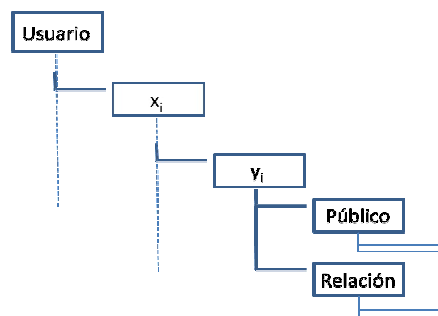 Usuario
xᵢ
yᵢ
Público
Relación